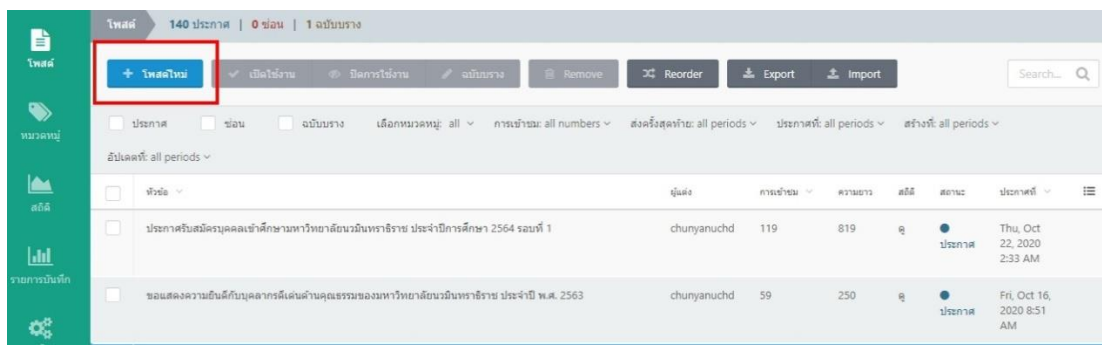 โพสต์
140 ประกาศ | 0 ซ่อน | 1 ฉบับบราง
โพสต์
+ โพสต์ใหม่
เปิดใช้งาน
ปิดการใช้งาน
ฉบับบราง
Remove
Reorder
Export
Import
Search...
หมวดหมู่
ประกาศ
ซ่อน
ฉบับบราง
เลือกหมวดหมู่: all
การเข้าชม: all numbers
ส่งครั้งสุดท้าย: all periods
ประกาศที่: all periods
สร้างที่: all periods
อัปเดตที่: all periods
สถิติ
หัวข้อ
ผู้แต่ง
การเข้าชม
ความยาว
สถิติ
สถานะ
ประกาศที่
ประกาศรับสมัครบุคคลเข้าศึกษามหาวิทยาลัยนวมินทราธิราช ประจำปีการศึกษา 2564 รอบที่ 1
chunyanuchd
119
819
ดู
ประกาศ
Thu, Oct
22, 2020
2:33 AM
รายการบันทึก
ขอแสดงความยินดีกับบุคลากรดีเด่นด้านคุณธรรมของมหาวิทยาลัยนวมินทราธิราช ประจำปี พ.ศ. 2563
chunyanuchd
59
250
ดู
ประกาศ
Fri, Oct 16,
2020 8:51
AM